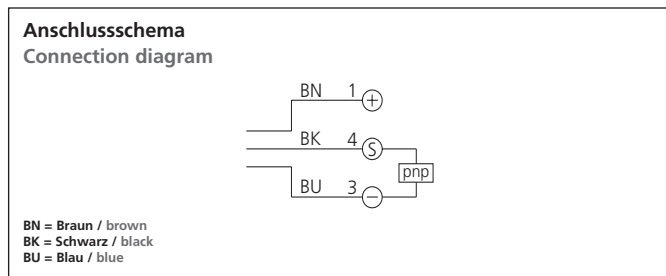 Anschlussschema
Connection diagram
BN 1 +
BK 4 S
pnp
BU 3 −
BN = Braun / brown
BK = Schwarz / black
BU = Blau / blue